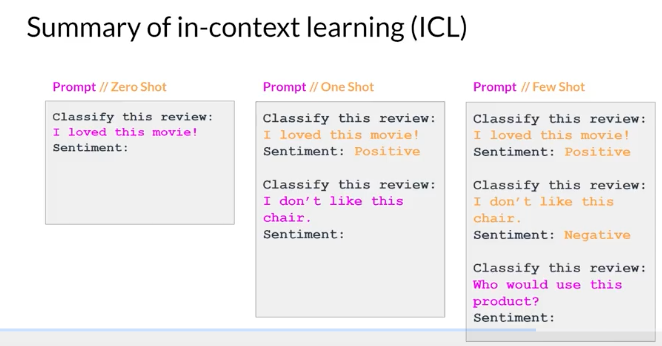 Summary of in-context learning (ICL)
Prompt // Zero Shot
Classify this review:
I loved this movie!
Sentiment:
Prompt // One Shot
Classify this review:
I loved this movie!
Sentiment: Positive
Classify this review:
I don't like this
chair.
Sentiment:
Prompt // Few Shot
Classify this review:
I loved this movie!
Sentiment: Positive
Classify this review:
I don't like this
chair.
Sentiment: Negative
Classify this review:
Who would use this
product?
Sentiment: